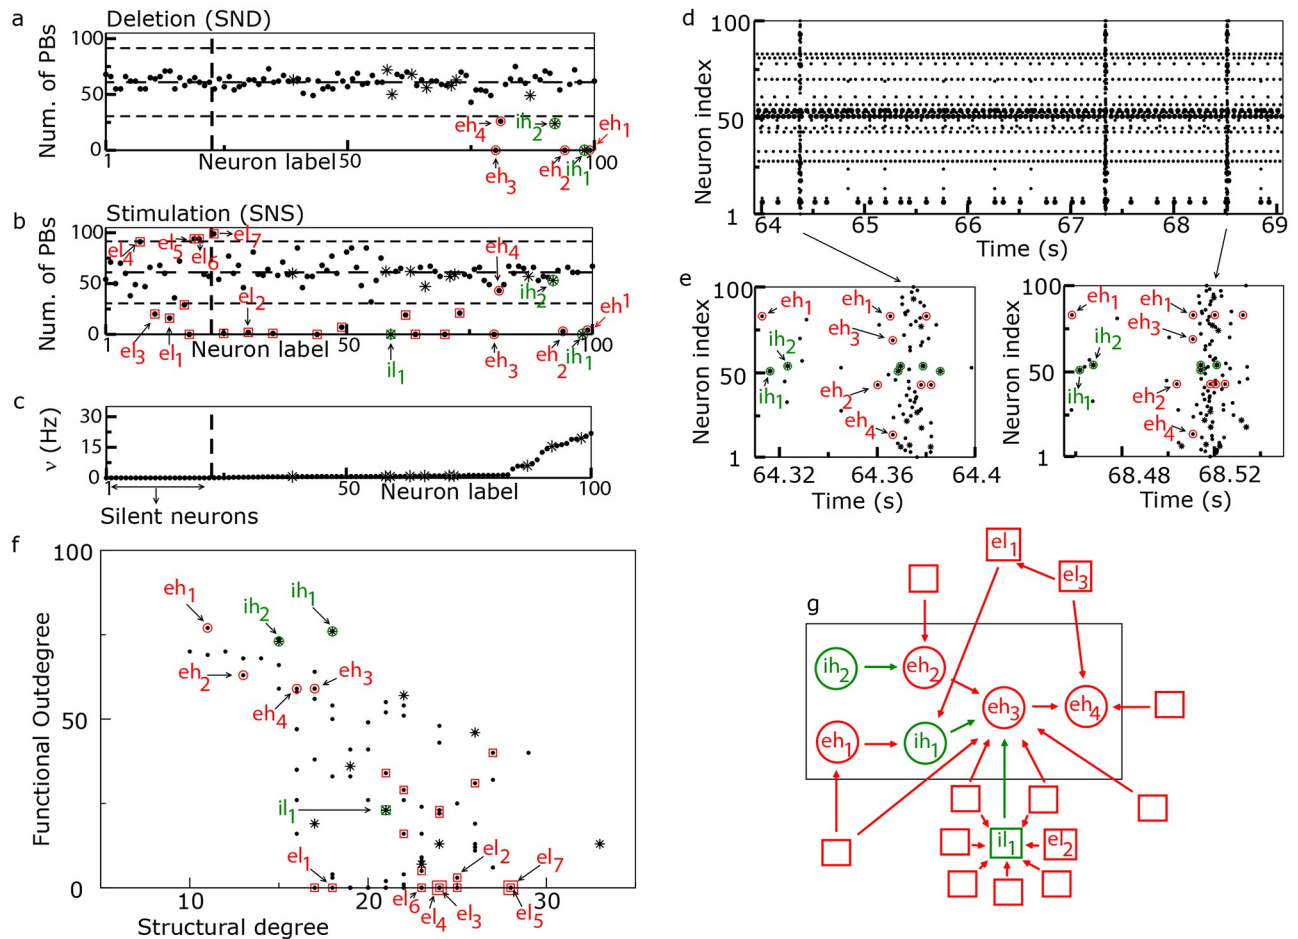 a
Deletion (SND)
Num. of PBs
100
50
0
eh4
ih2
eh1
eh3
eh2
ih1
1
Neuron label
50
100
b
Stimulation (SNS)
Num. of PBs
100
50
0
el4
el5
el6
el7
eh4
ih2
el2
eh1
el3
el1
il1
eh3
eh2
ih1
1
Neuron label
50
100
c
ν (Hz)
30
15
0
1
50
Neuron label
100
Silent neurons
d
Neuron index
100
50
1
64
65
66
67
68
69
Time (s)
e
Neuron index
100
50
1
eh1
eh1
eh3
ih2
ih1
eh2
eh4
64.32
64.36
64.4
Time (s)
Neuron index
100
50
1
eh1
eh1
eh3
ih2
ih1
eh2
eh4
68.48
68.52
Time (s)
f
Functional Outdegree
100
50
0
eh1
ih2
ih1
eh2
eh4
eh3
il1
el1
el2
el7
el6
el4
el3
el5
10
20
30
Structural degree
g
el1
el3
ih2
eh2
eh3
eh4
eh1
ih1
il1
el2